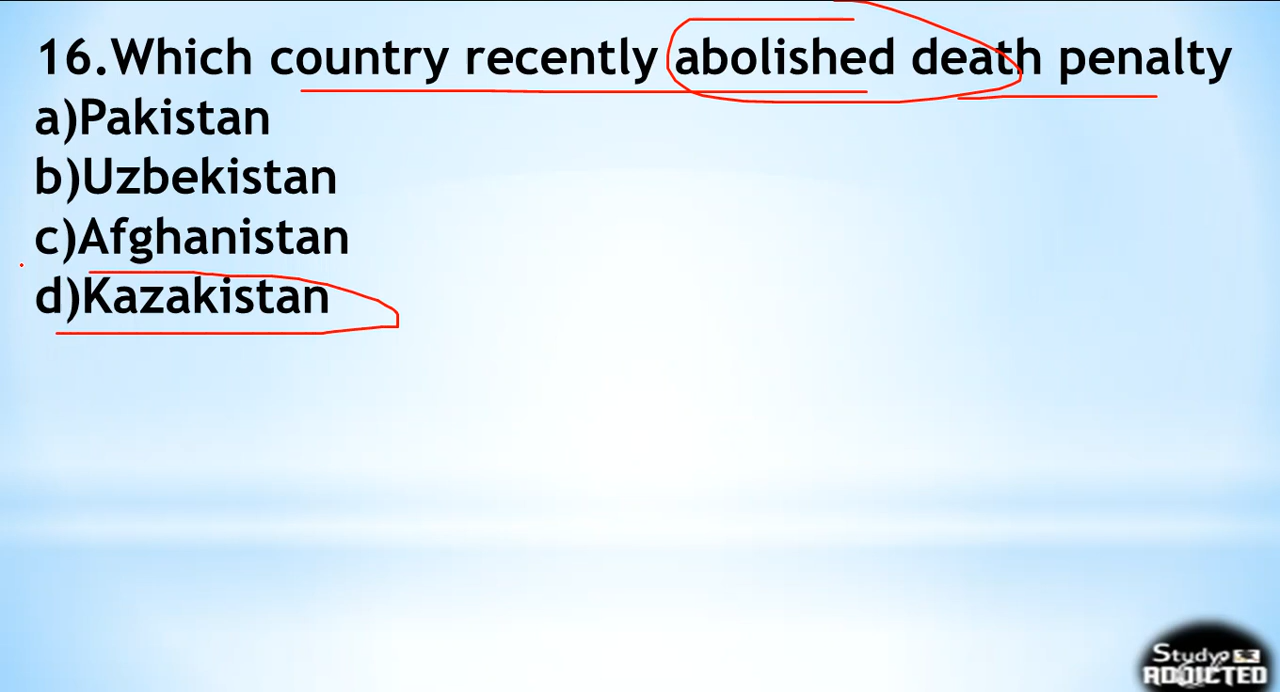 16.Which country recently abolished death penalty
a)Pakistan
b)Uzbekistan
c)Afghanistan
d)Kazakistan
Study
ADDICTED